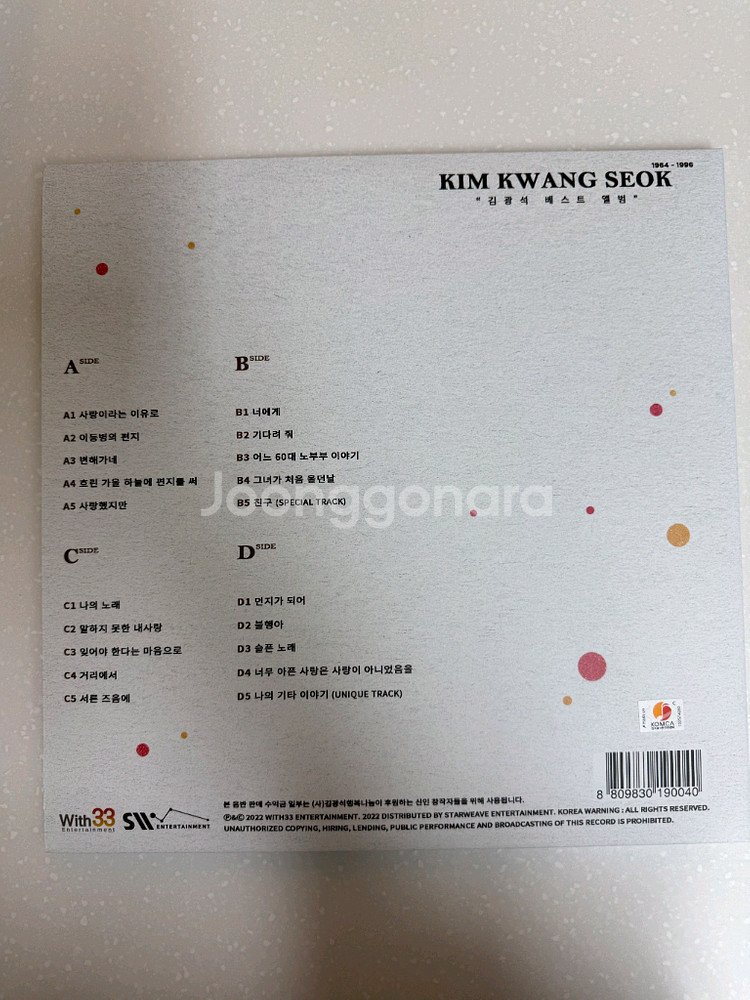 1964 - 1996
KIM KWANG SEOK
"김광석 베스트 앨범"
A SIDE
A1 사랑이라는 이유로
A2 이등병의 편지
A3 변해가네
A4 흐린 가을 하늘에 편지를 써
A5 사랑했지만
B SIDE
B1 너에게
B2 기다려 줘
B3 어느 60대 노부부 이야기
B4 그녀가 처음 울던날
B5 친구 (SPECIAL TRACK)
Joonggonara
C SIDE
C1 나의 노래
C2 말하지 못한 내사랑
C3 잊어야 한다는 마음으로
C4 거리에서
C5 서른 즈음에
D SIDE
D1 먼지가 되어
D2 불행아
D3 슬픈 노래
D4 너무 아픈 사랑은 사랑이 아니었음을
D5 나의 기타 이야기 (UNIQUE TRACK)
KOMCA
8 809830 190040
With33
Entertainment
SW ENTERTAINMENT
본 음반 판매 수익금 일부는 (사)김광석행복나눔이 후원하는 신인 창작자들을 위해 사용됩니다.
Ⓟ&Ⓒ 2022 WITH33 ENTERTAINMENT. 2022 DISTRIBUTED BY STARWEAVE ENTERTAINMENT. KOREA WARNING : ALL RIGHTS RESERVED.
UNAUTHORIZED COPYING, HIRING, LENDING, PUBLIC PERFORMANCE AND BROADCASTING OF THIS RECORD IS PROHIBITED.